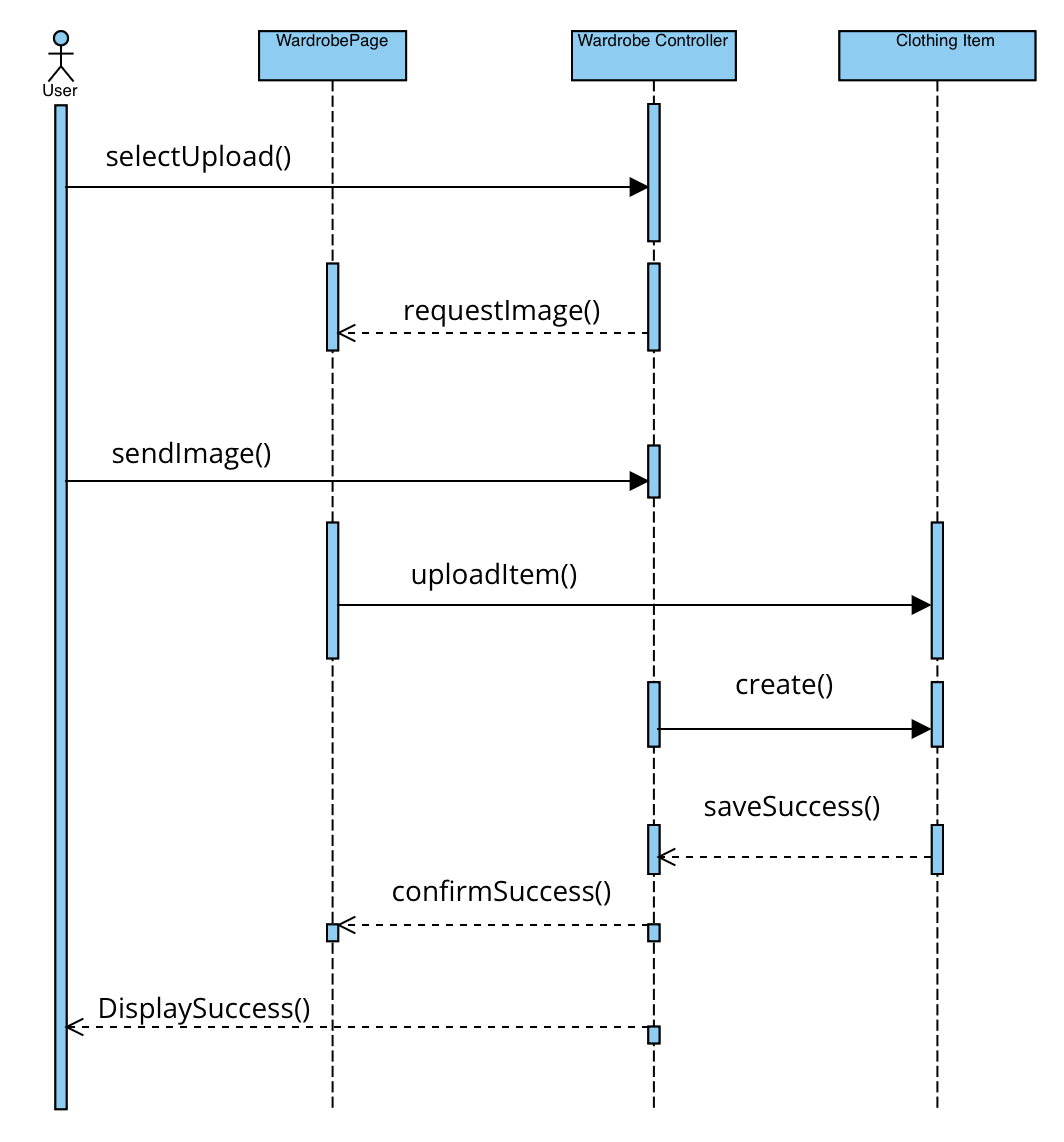 User
WardrobePage
Wardrobe Controller
Clothing Item
selectUpload()
requestImage()
sendImage()
uploadItem()
create()
saveSuccess()
confirmSuccess()
DisplaySuccess()